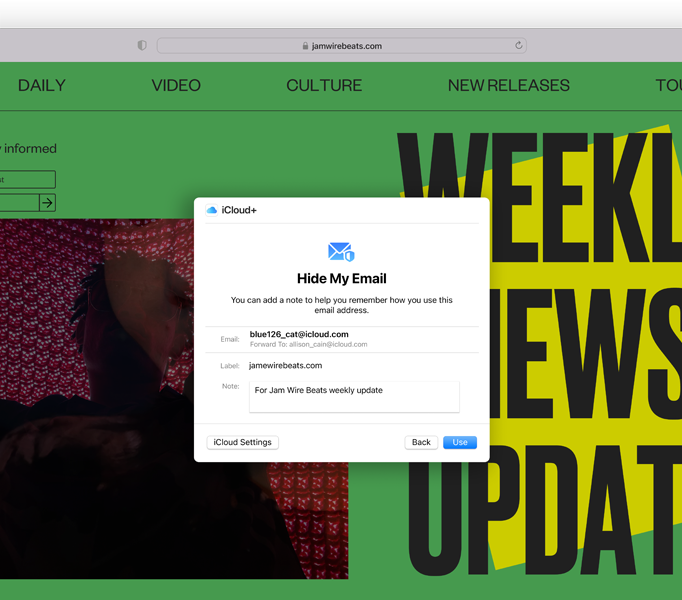 jamwirebeats.com
DAILY VIDEO CULTURE NEW RELEASES TOU
informed
WEEKL
NEWS
UPDAT
iCloud+
Hide My Email
You can add a note to help you remember how you use this
email address.
Email: blue126_cat@icloud.com
Forward To: allison_cain@icloud.com
Label: jamewirebeats.com
Note: For Jam Wire Beats weekly update
iCloud Settings Back Use